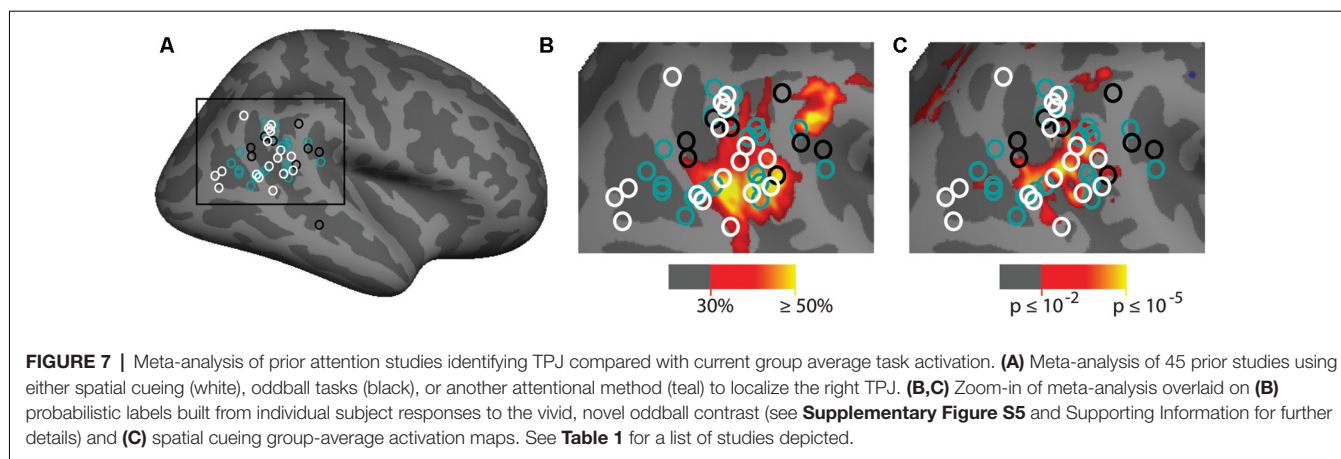 A
B
C
30%
≥ 50%
p ≤ 10⁻²
p ≤ 10⁻⁵
FIGURE 7 | Meta-analysis of prior attention studies identifying TPJ compared with current group average task activation. (A) Meta-analysis of 45 prior studies using
either spatial cueing (white), oddball tasks (black), or another attentional method (teal) to localize the right TPJ. (B,C) Zoom-in of meta-analysis overlaid on (B)
probabilistic labels built from individual subject responses to the vivid, novel oddball contrast (see Supplementary Figure S5 and Supporting Information for further
details) and (C) spatial cueing group-average activation maps. See Table 1 for a list of studies depicted.